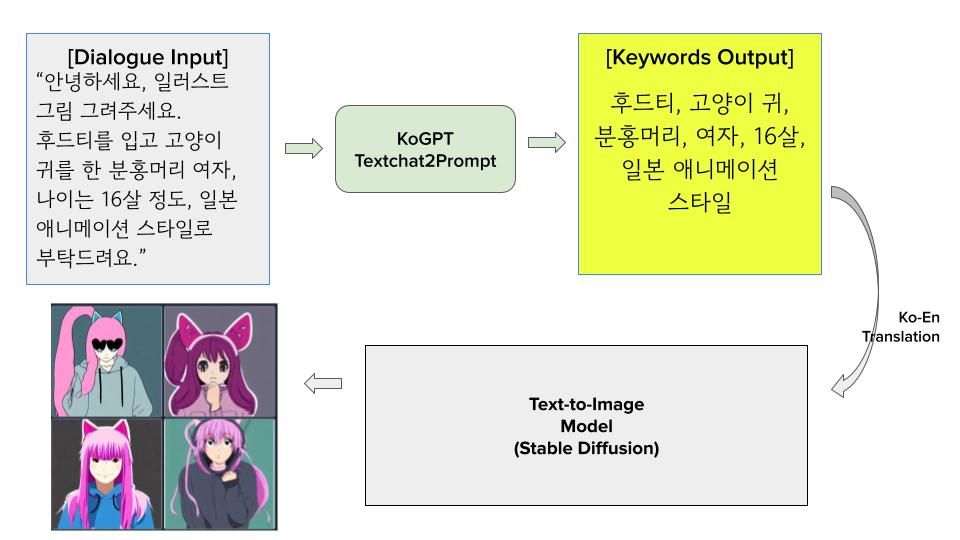 [Dialogue Input]
“안녕하세요, 일러스트
그림 그려주세요.
후드티를 입고 고양이
귀를 한 분홍머리 여자,
나이는 16살 정도, 일본
애니메이션 스타일로
부탁드려요.”
KoGPT
Textchat2Prompt
[Keywords Output]
후드티, 고양이 귀,
분홍머리, 여자, 16살,
일본 애니메이션
스타일
Ko-En
Translation
Text-to-Image
Model
(Stable Diffusion)